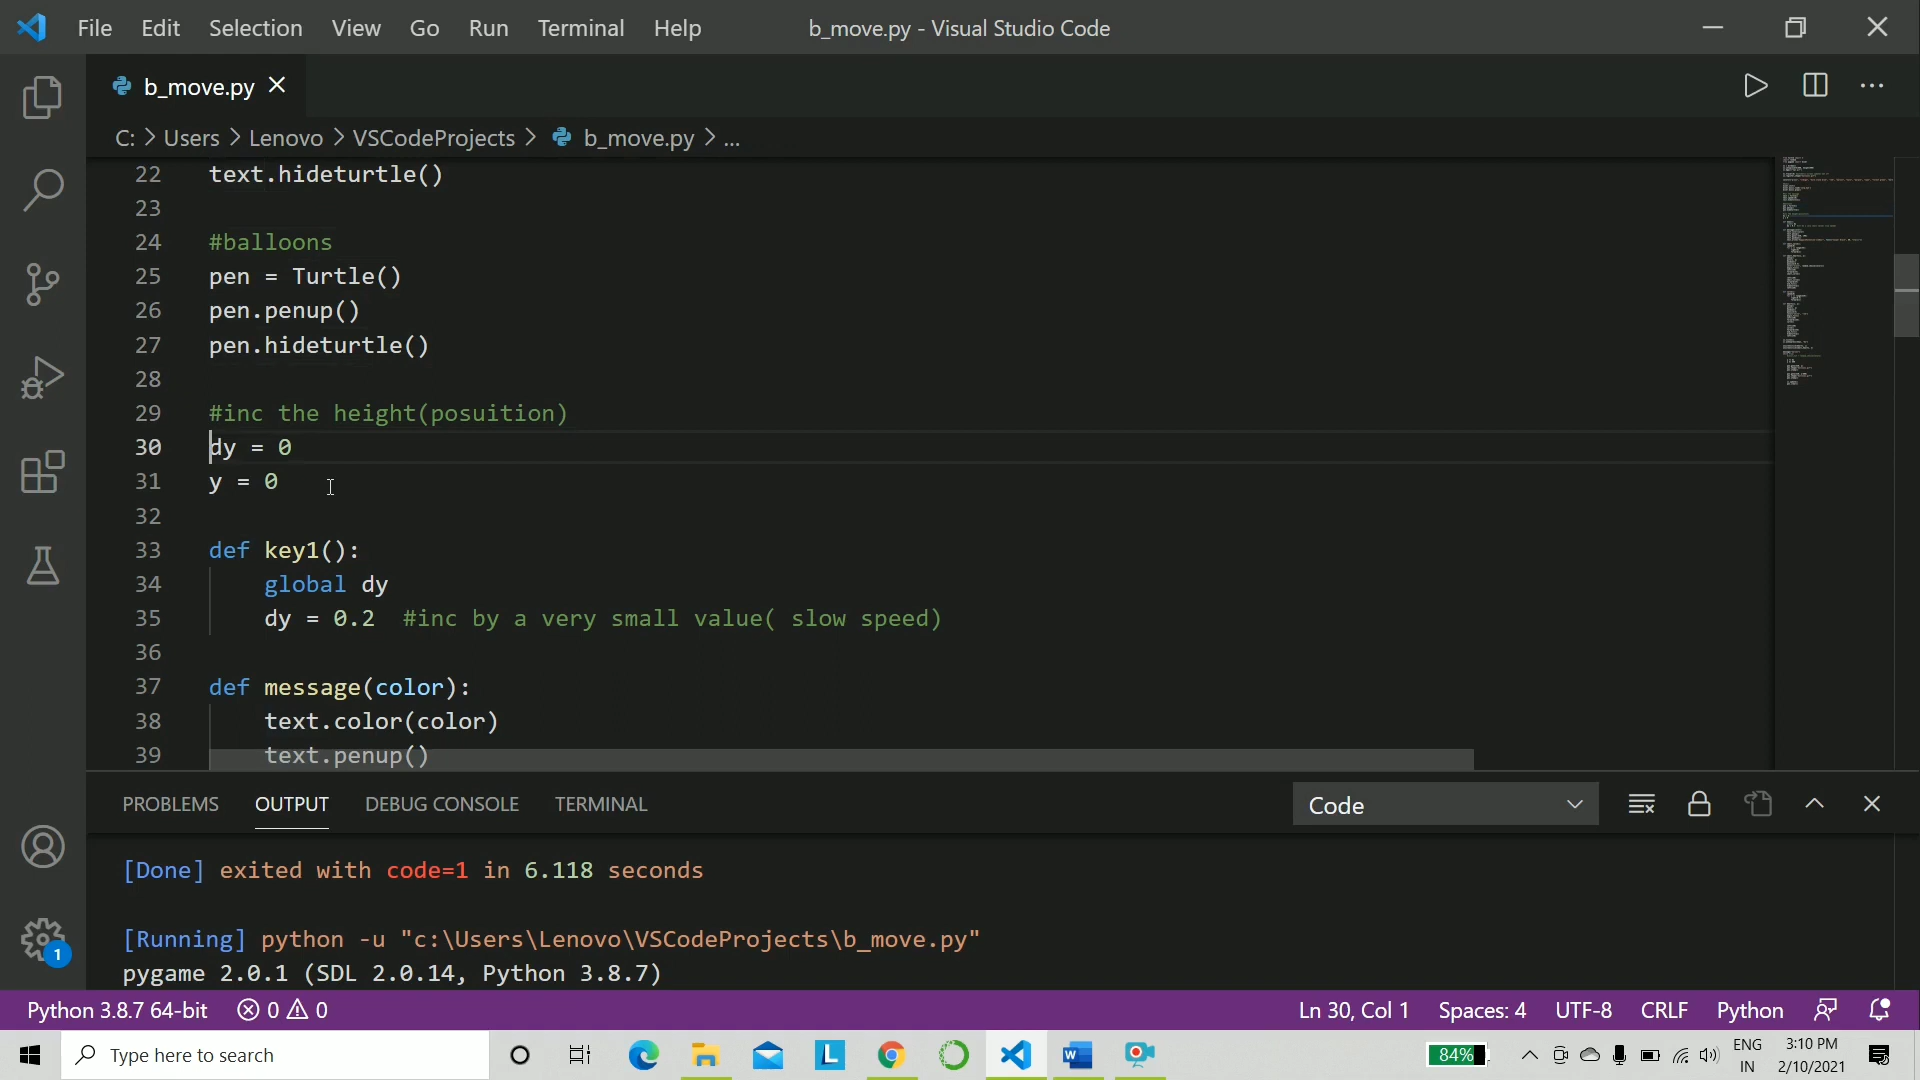 File Edit Selection View Go Run Terminal Help b_move.py - Visual Studio Code
b_move.py
C: > Users > Lenovo > VSCodeProjects > b_move.py > ...
22 text.hideturtle()
23
24 #balloons
25 pen = Turtle()
26 pen.penup()
27 pen.hideturtle()
28
29 #inc the height(posuition)
30 dy = 0
31 y = 0
32
33 def key1():
34 global dy
35 dy = 0.2 #inc by a very small value( slow speed)
36
37 def message(color):
38 text.color(color)
39 text.penup()
PROBLEMS OUTPUT DEBUG CONSOLE TERMINAL Code
[Done] exited with code=1 in 6.118 seconds
[Running] python -u "c:\Users\Lenovo\VSCodeProjects\b_move.py"
pygame 2.0.1 (SDL 2.0.14, Python 3.8.7)
1
Python 3.8.7 64-bit 0 0 Ln 30, Col 1 Spaces: 4 UTF-8 CRLF Python
Type here to search L W 84% ENG 3:10 PM
IN 2/10/2021